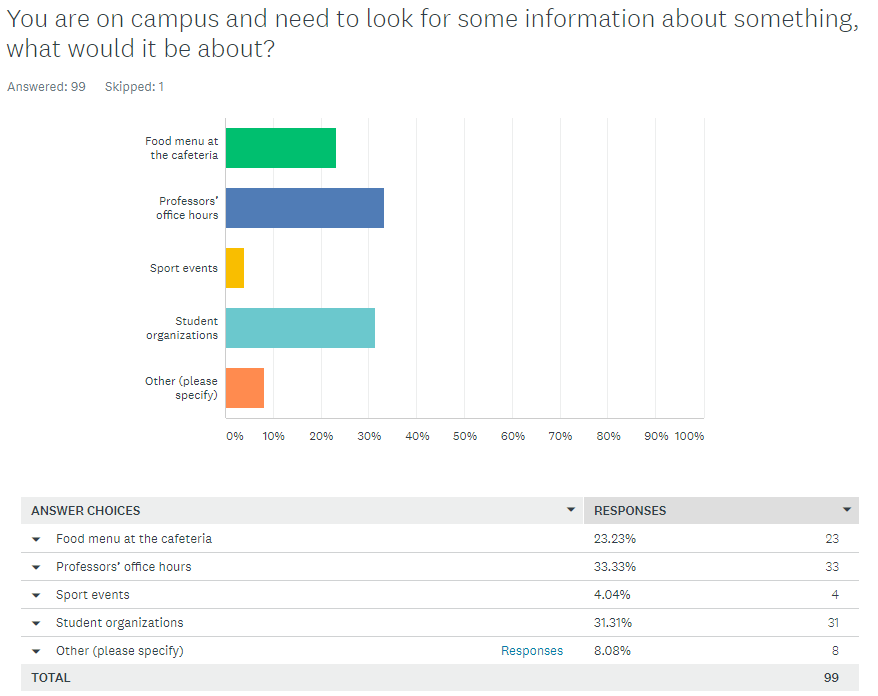 You are on campus and need to look for some information about something,
what would it be about?
Answered: 99 Skipped: 1
Food menu at
the cafeteria
Professors'
office hours
Sport events
Student
organizations
Other (please
specify)
0% 10% 20% 30% 40% 50% 60% 70% 80% 90% 100%
ANSWER CHOICES RESPONSES
Food menu at the cafeteria 23.23% 23
Professors' office hours 33.33% 33
Sport events 4.04% 4
Student organizations 31.31% 31
Other (please specify) Responses 8.08% 8
TOTAL 99